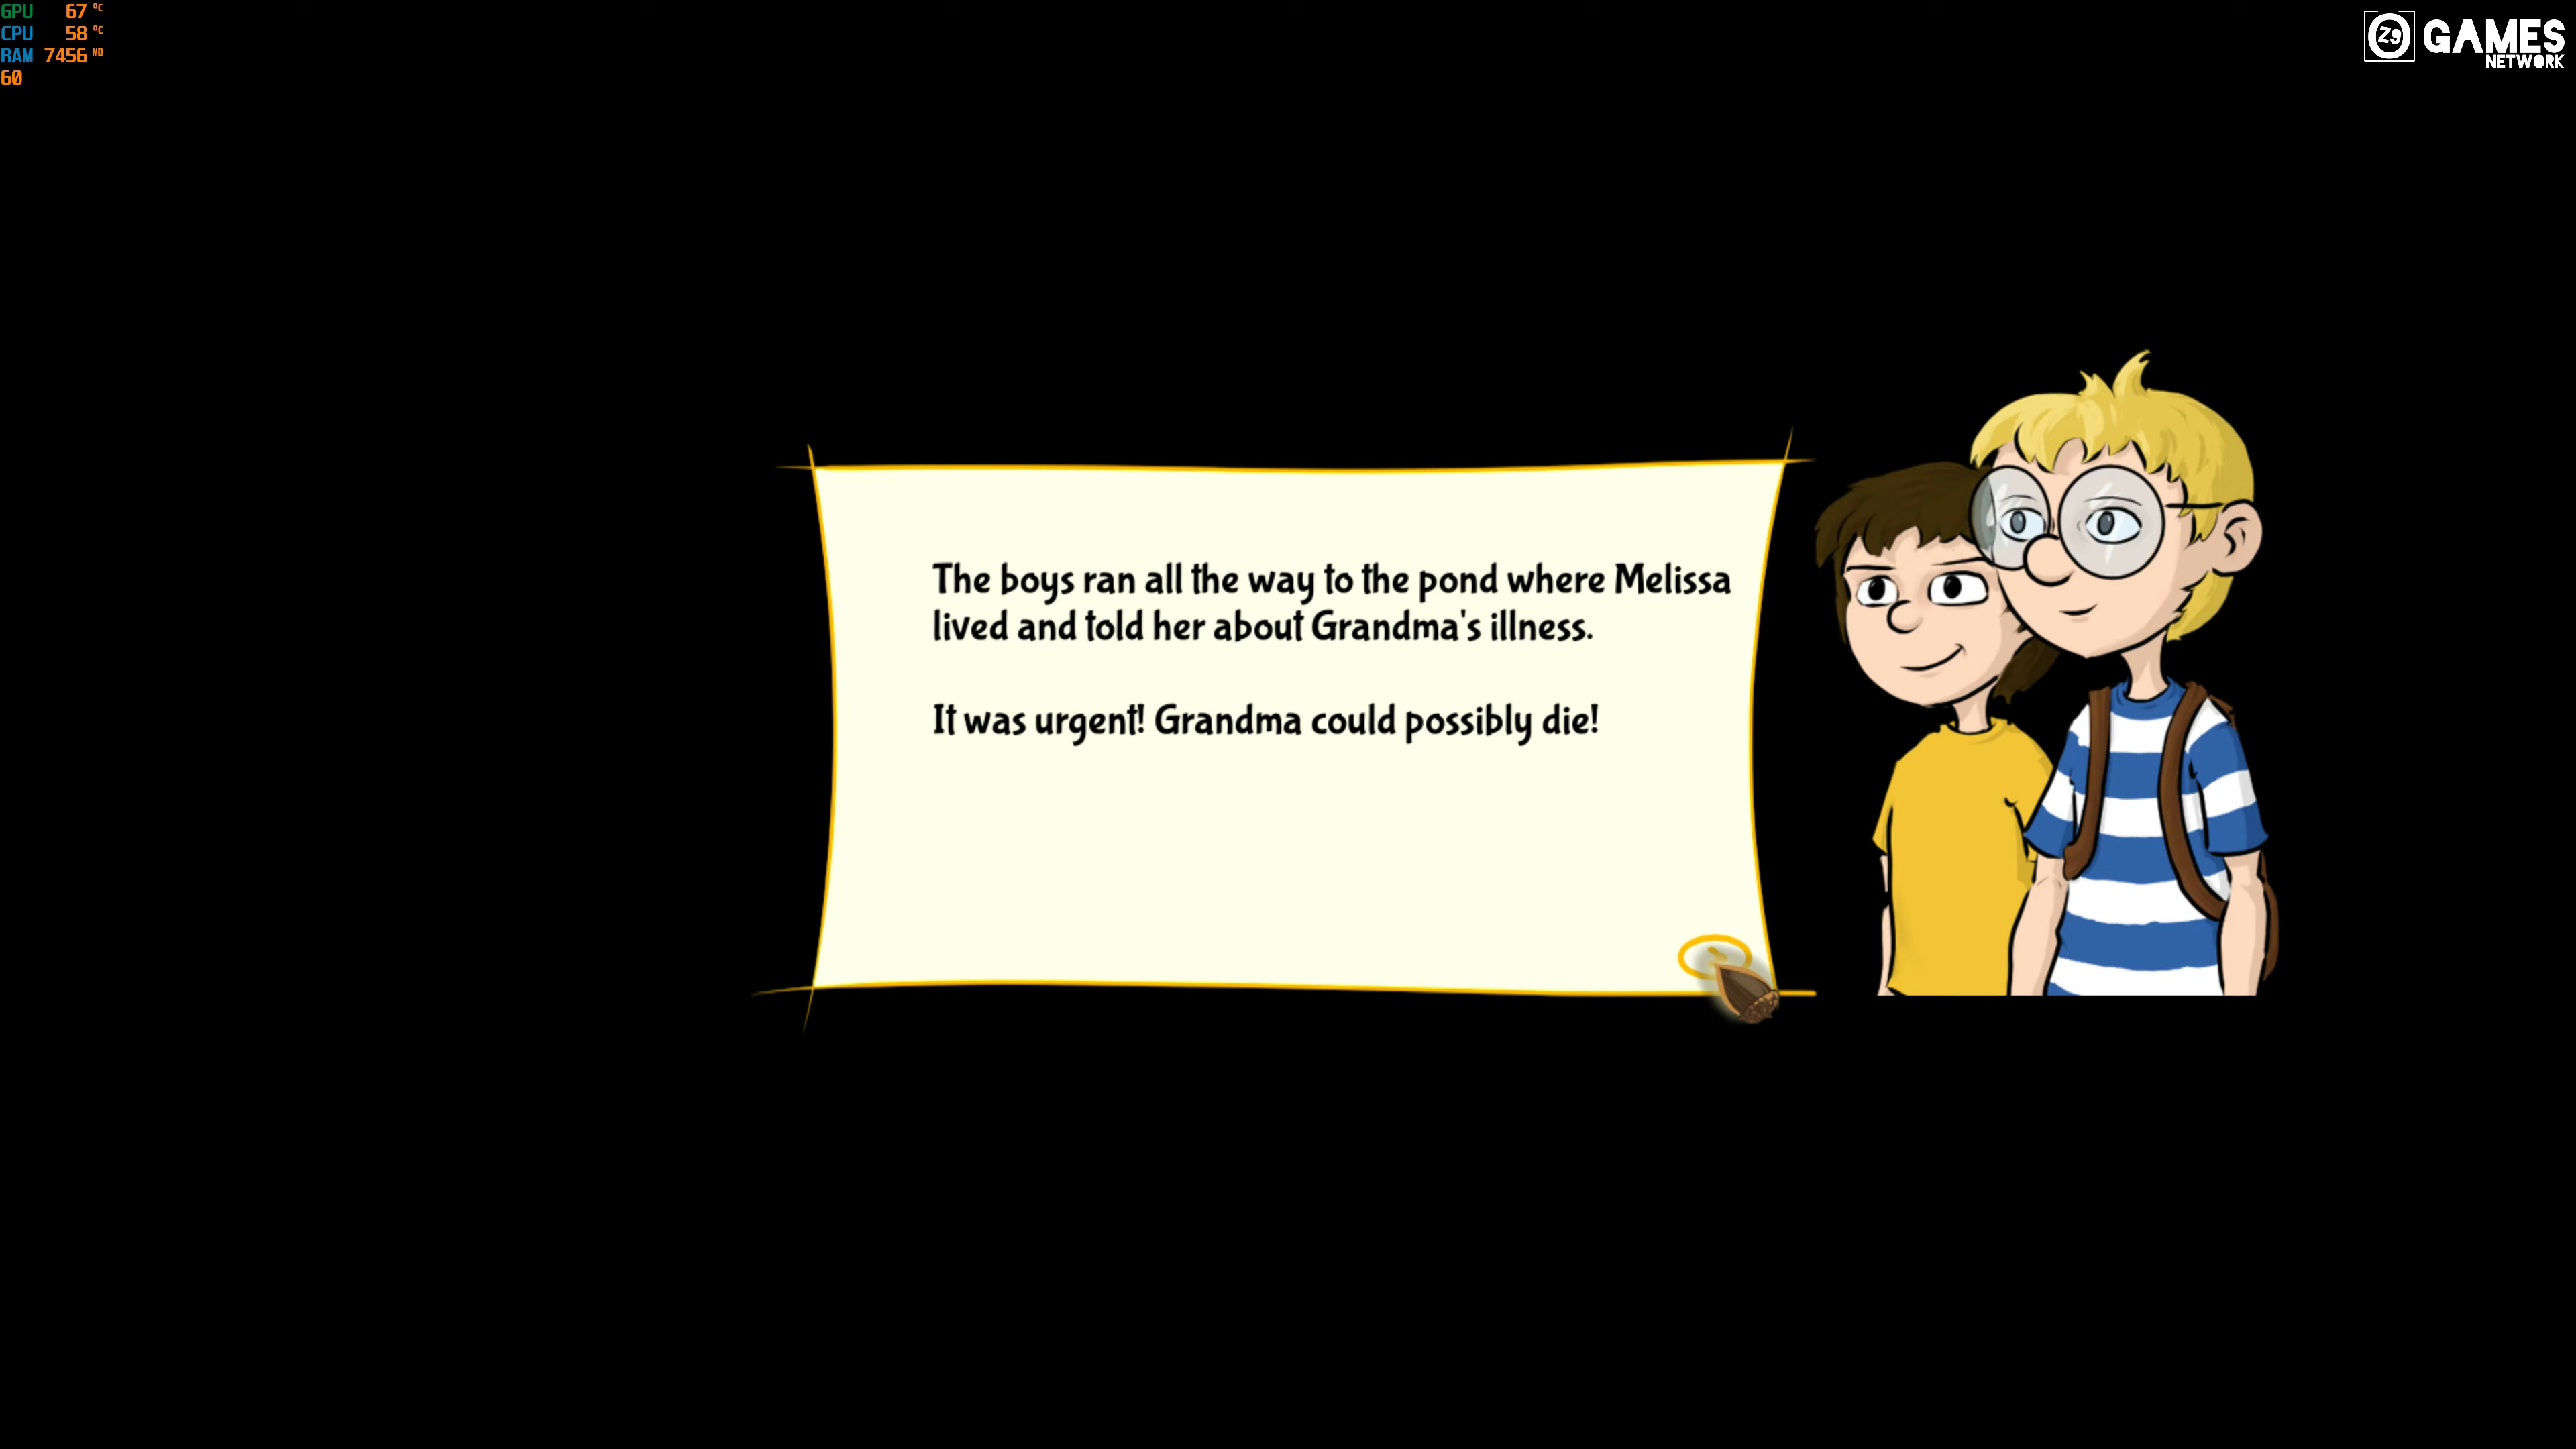 GPU 67 °C
CPU 58 °C
RAM 7456 MB
60
Z9 GAMES
NETWORK
The boys ran all the way to the pond where Melissa
lived and told her about Grandma's illness.
It was urgent! Grandma could possibly die!